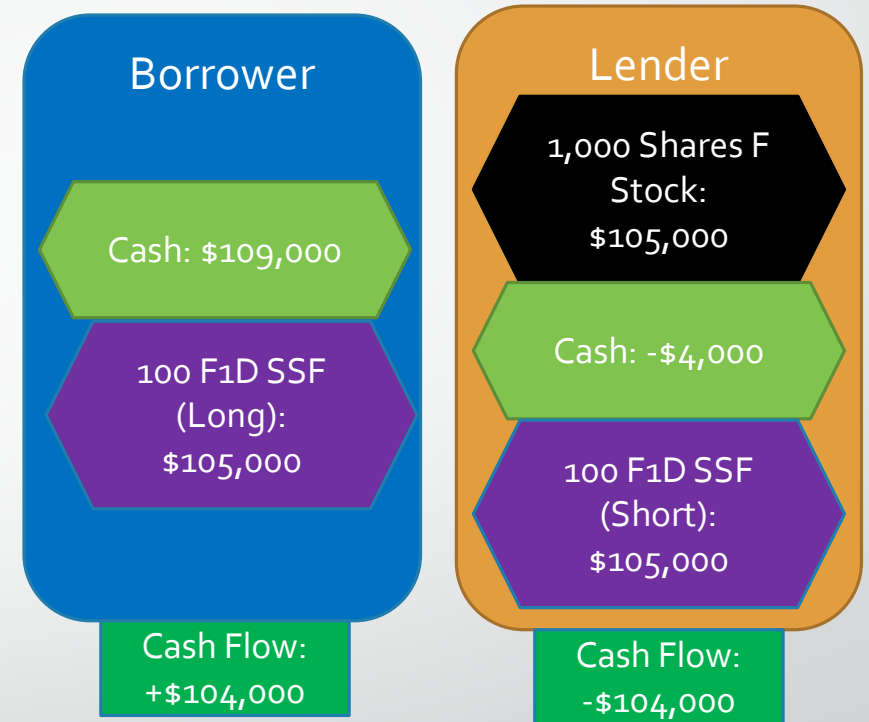 Borrower
Cash: $109,000
100 F1D SSF
(Long):
$105,000
Cash Flow:
+$104,000
Lender
1,000 Shares F
Stock:
$105,000
Cash: -$4,000
100 F1D SSF
(Short):
$105,000
Cash Flow:
-$104,000